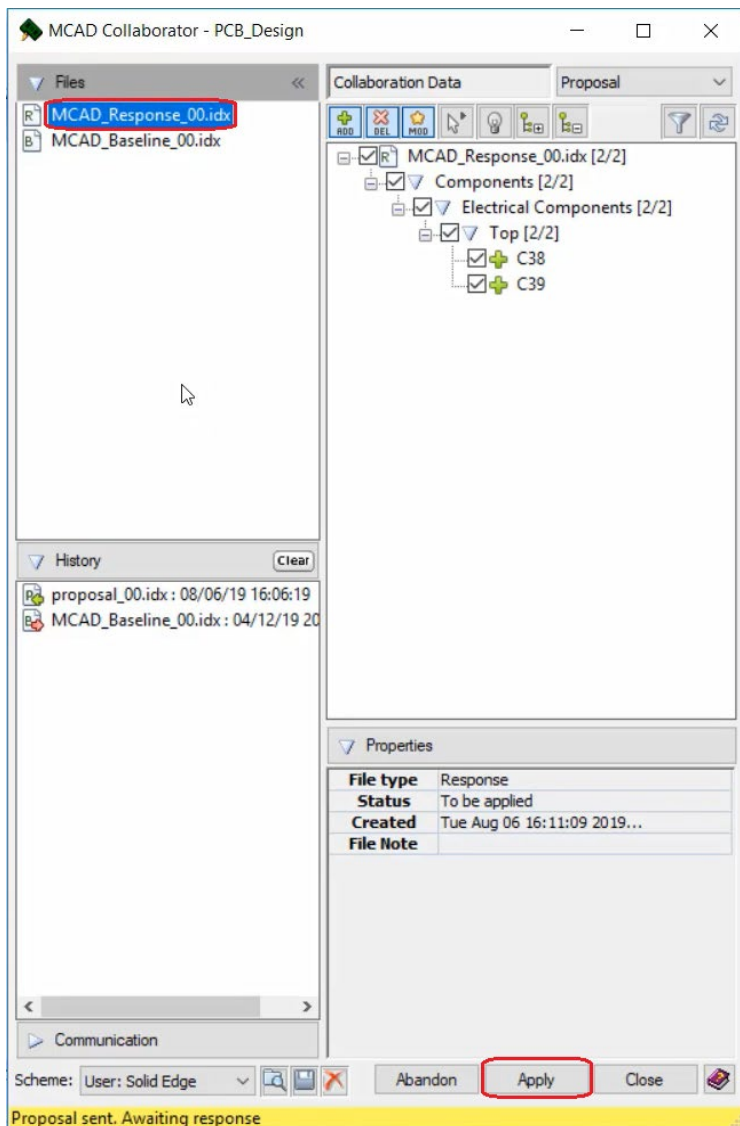 MCAD Collaborator - PCB_Design
Files
MCAD_Response_00.idx
MCAD_Baseline_00.idx
Collaboration Data
Proposal
ADD DEL MOD
MCAD_Response_00.idx [2/2]
Components [2/2]
Electrical Components [2/2]
Top [2/2]
C38
C39
History
Clear
proposal_00.idx : 08/06/19 16:06:19
MCAD_Baseline_00.idx : 04/12/19 20
Properties
File type Response
Status To be applied
Created Tue Aug 06 16:11:09 2019...
File Note
Communication
Scheme: User: Solid Edge
Abandon Apply Close
Proposal sent. Awaiting response